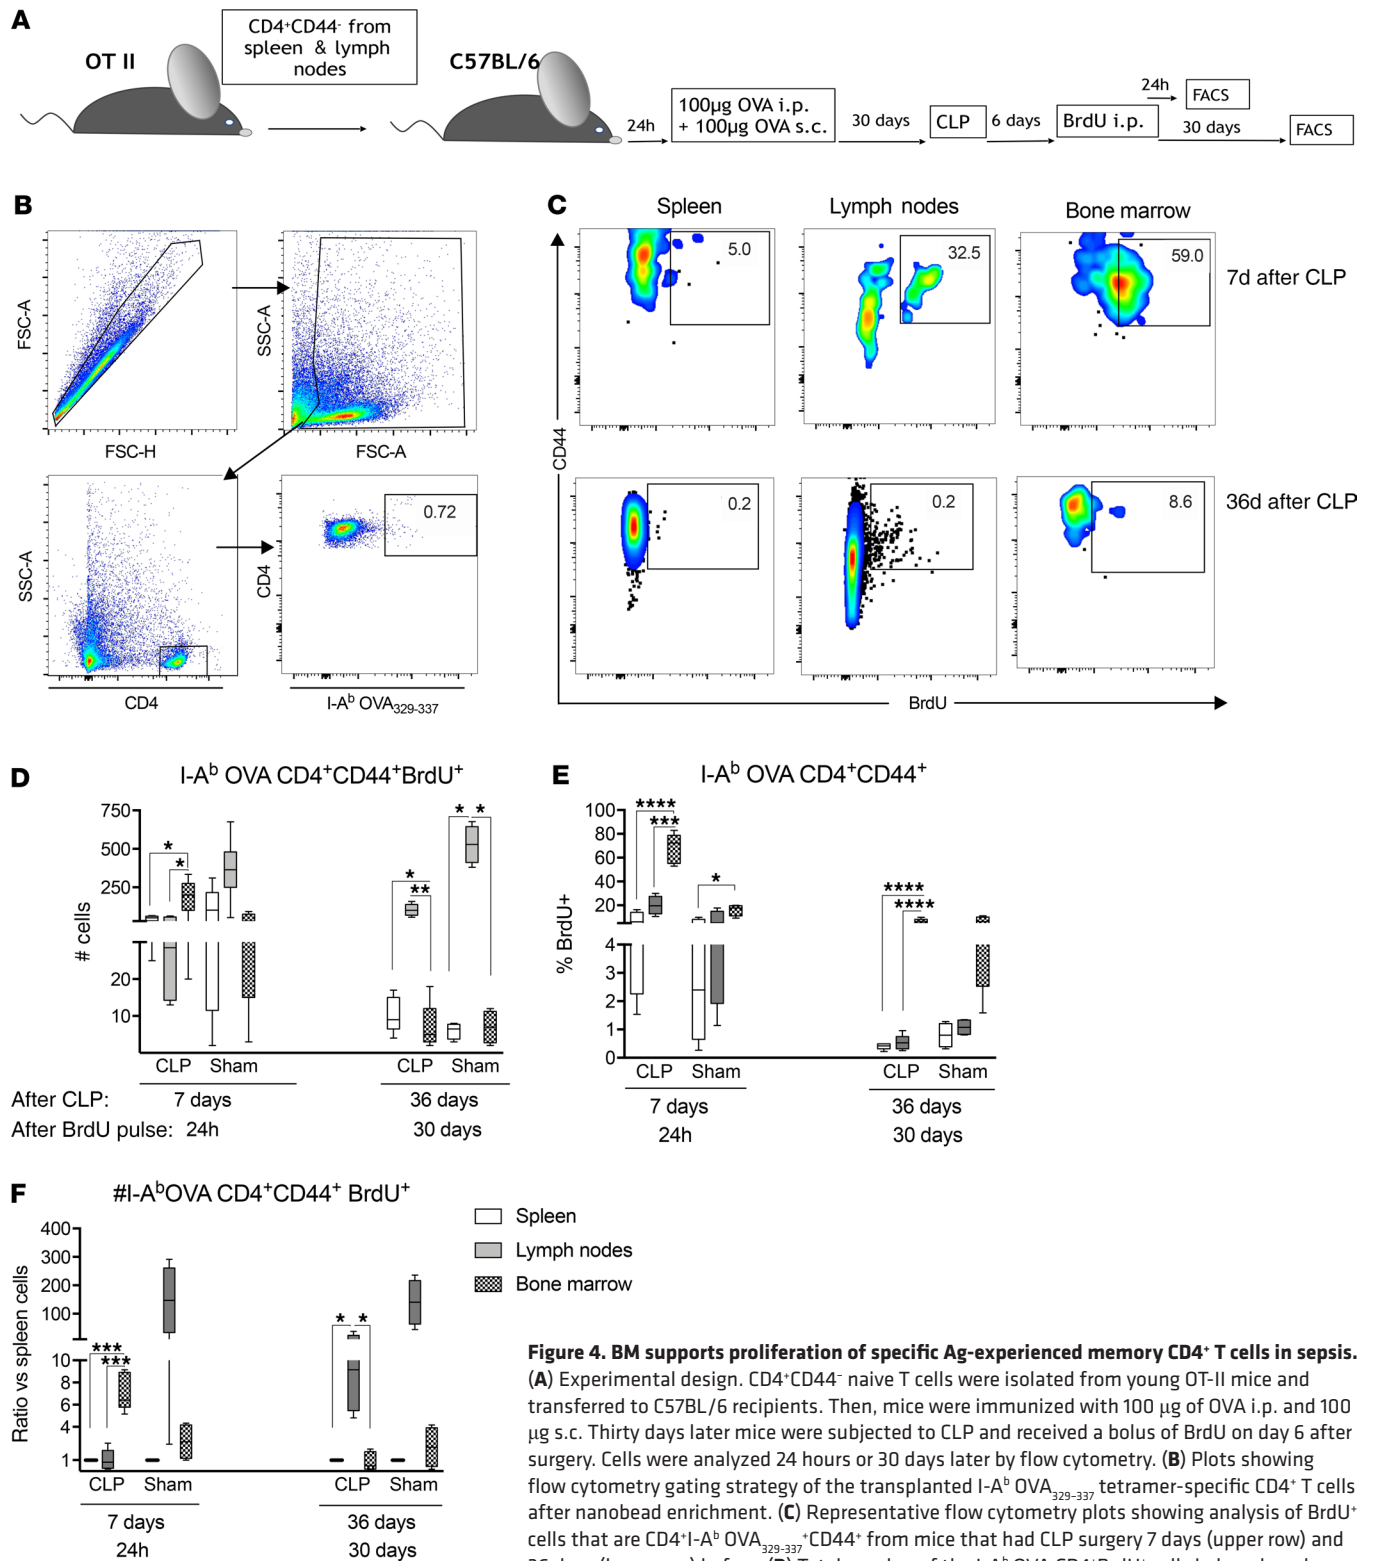 A
OT II
CD4⁺CD44⁻ from
spleen & lymph
nodes
C57BL/6
24h
100µg OVA i.p.
+ 100µg OVA s.c.
30 days
CLP
6 days
BrdU i.p.
24h
FACS
30 days
FACS
B
FSC-A
FSC-H
SSC-A
FSC-A
SSC-A
CD4
CD4
0.72
I-Aᵇ OVA₃₂₉₋₃₃₇
C
Spleen
Lymph nodes
Bone marrow
5.0
32.5
59.0
7d after CLP
CD44
0.2
0.2
8.6
36d after CLP
BrdU
D
I-Aᵇ OVA CD4⁺CD44⁺BrdU⁺
# cells
750
500
250
20
10
*
*
*
**
* *
CLP
Sham
CLP
Sham
After CLP:
7 days
36 days
After BrdU pulse:
24h
30 days
E
I-Aᵇ OVA CD4⁺CD44⁺
% BrdU+
100
80
60
40
20
4
3
2
1
0
****
***
*
****
****
CLP
Sham
CLP
Sham
7 days
36 days
24h
30 days
F
#I-AᵇOVA CD4⁺CD44⁺ BrdU⁺
Ratio vs spleen cells
400
300
200
100
10
8
6
4
1
***
***
* *
CLP
Sham
CLP
Sham
7 days
36 days
24h
30 days
Spleen
Lymph nodes
Bone marrow
Figure 4. BM supports proliferation of specific Ag-experienced memory CD4⁺ T cells in sepsis.
(A) Experimental design. CD4⁺CD44⁻ naive T cells were isolated from young OT-II mice and
transferred to C57BL/6 recipients. Then, mice were immunized with 100 µg of OVA i.p. and 100
µg s.c. Thirty days later mice were subjected to CLP and received a bolus of BrdU on day 6 after
surgery. Cells were analyzed 24 hours or 30 days later by flow cytometry. (B) Plots showing
flow cytometry gating strategy of the transplanted I-Aᵇ OVA₃₂₉₋₃₃₇ tetramer-specific CD4⁺ T cells
after nanobead enrichment. (C) Representative flow cytometry plots showing analysis of BrdU⁺
cells that are CD4⁺I-Aᵇ OVA₃₂₉₋₃₃₇⁺CD44⁺ from mice that had CLP surgery 7 days (upper row) and